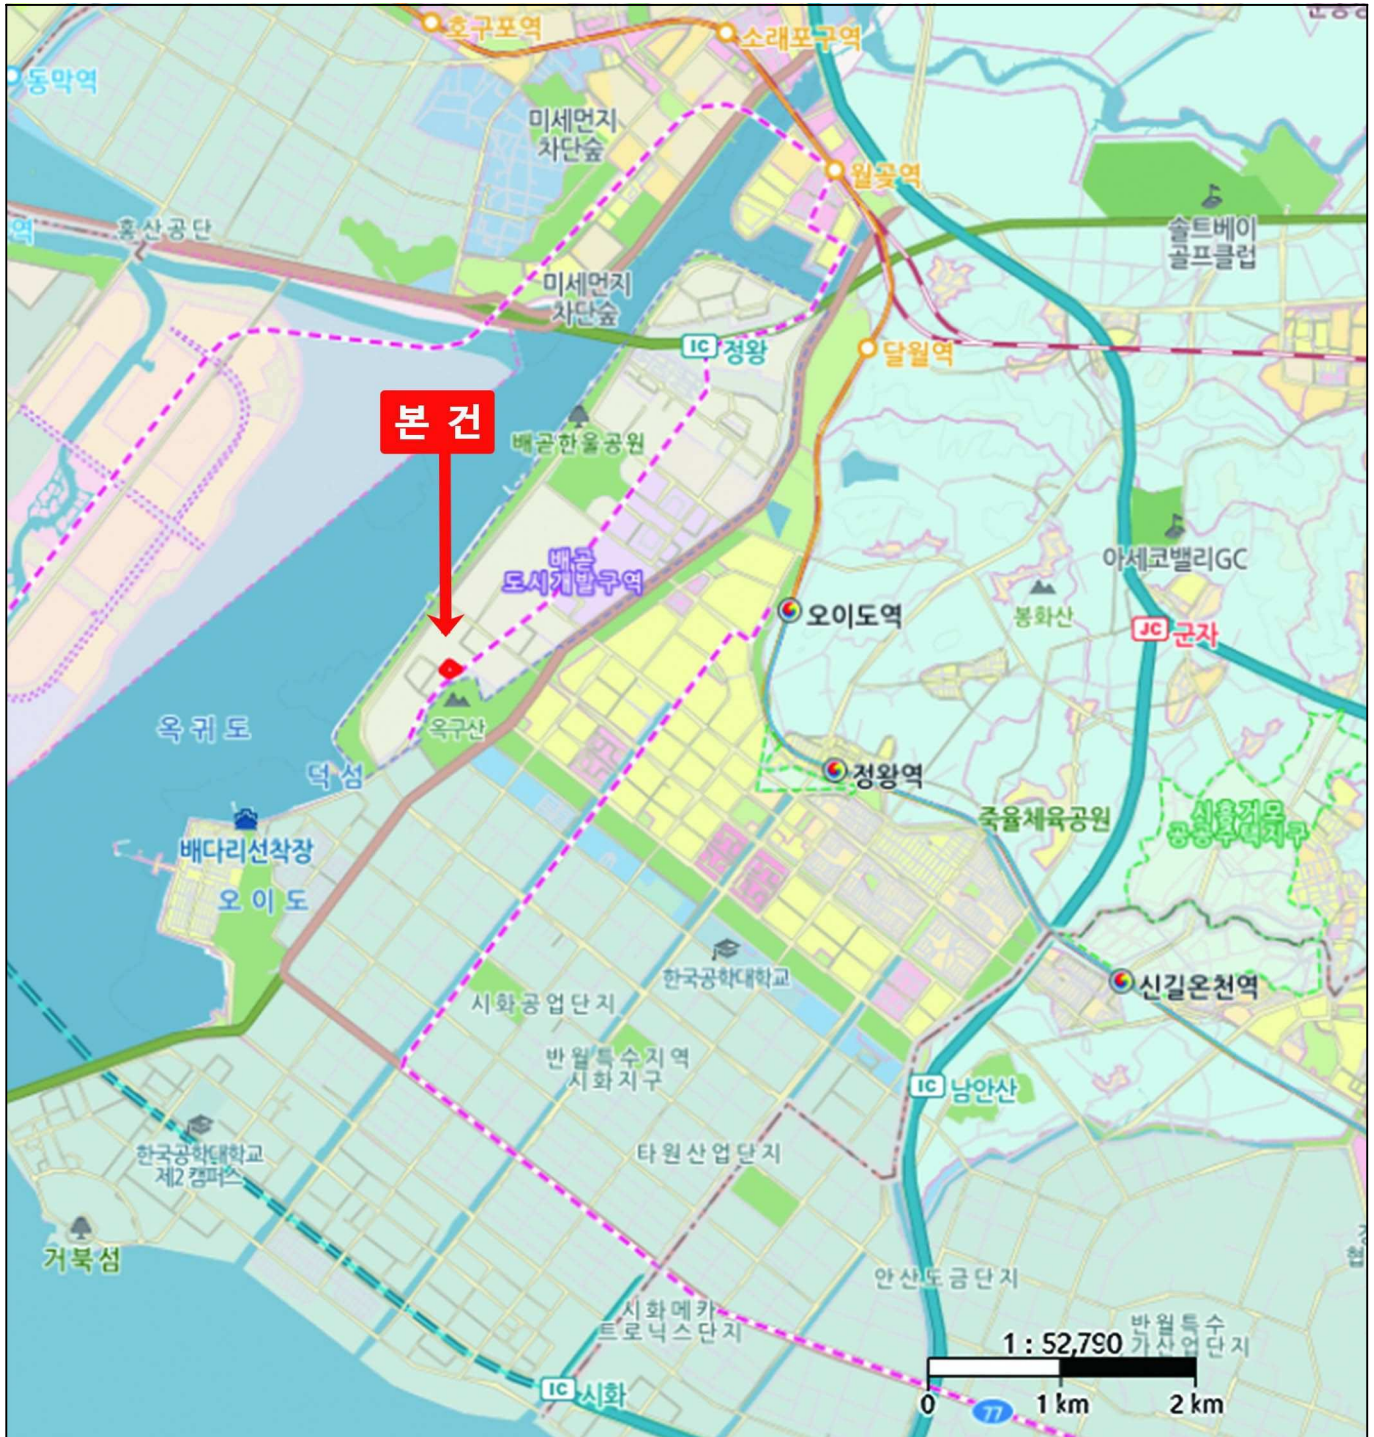 호구포역
소래포구역
동막역
미세먼지
차단숲
월곶역
솔트베이
골프클럽
역
미세먼지
차단숲
IC 정왕
달월역
본 건
배곧한울공원
아세코밸리GC
배곧
도시개발구역
봉화산
오이도역
JC 군자
옥구산
옥귀도
덕섬
정왕역
죽율체육공원
시흥거모
공공주택지구
배다리선착장
오이도
한국공학대학교
신길온천역
시화공업단지
반월특수지역
시화지구
IC 남안산
한국공학대학교
제2캠퍼스
타원산업단지
거북섬
협
안산도금단지
시화메카
트로닉스단지
1 : 52,790
반월특수
가산업단지
IC 시화
0 1 km 2 km
77